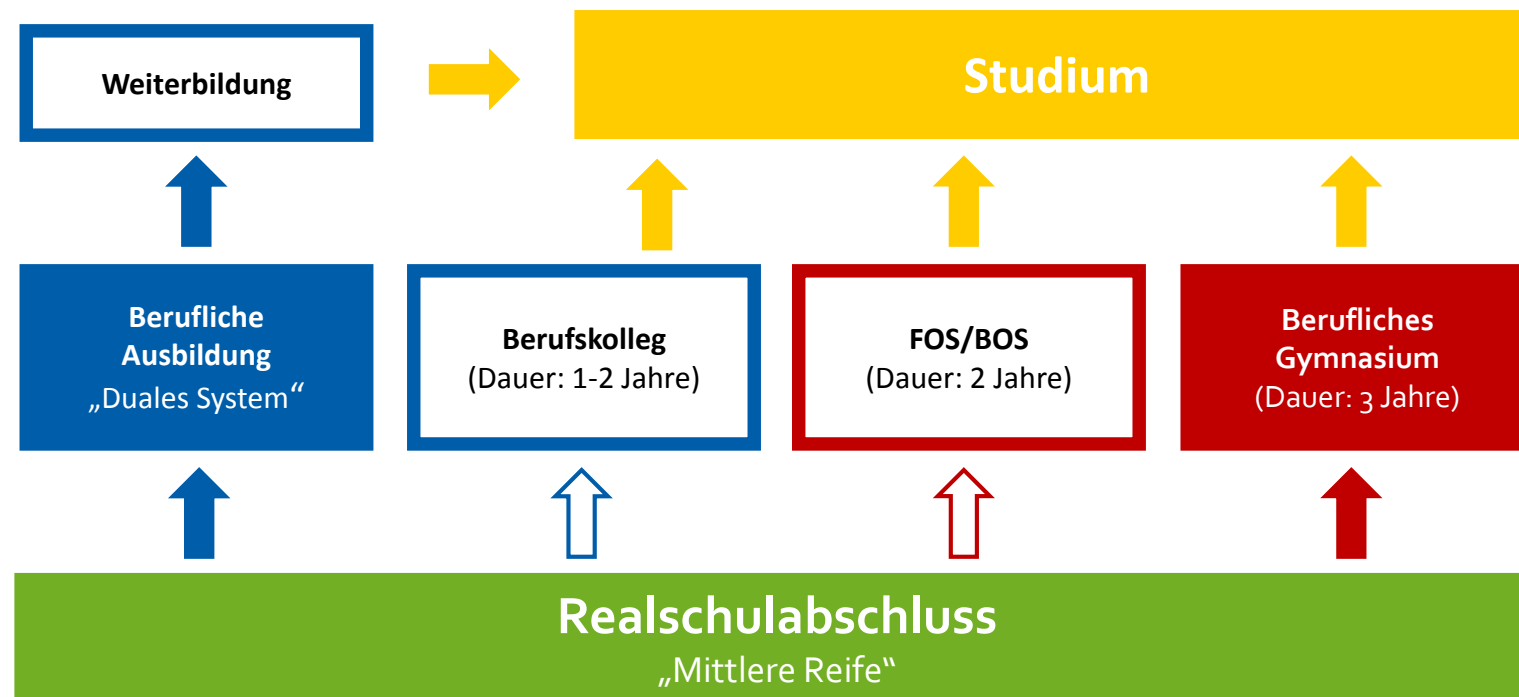 Weiterbildung
Studium
Berufliche
Ausbildung
„Duales System“
Berufskolleg
(Dauer: 1-2 Jahre)
FOS/BOS
(Dauer: 2 Jahre)
Berufliches
Gymnasium
(Dauer: 3 Jahre)
Realschulabschluss
„Mittlere Reife“